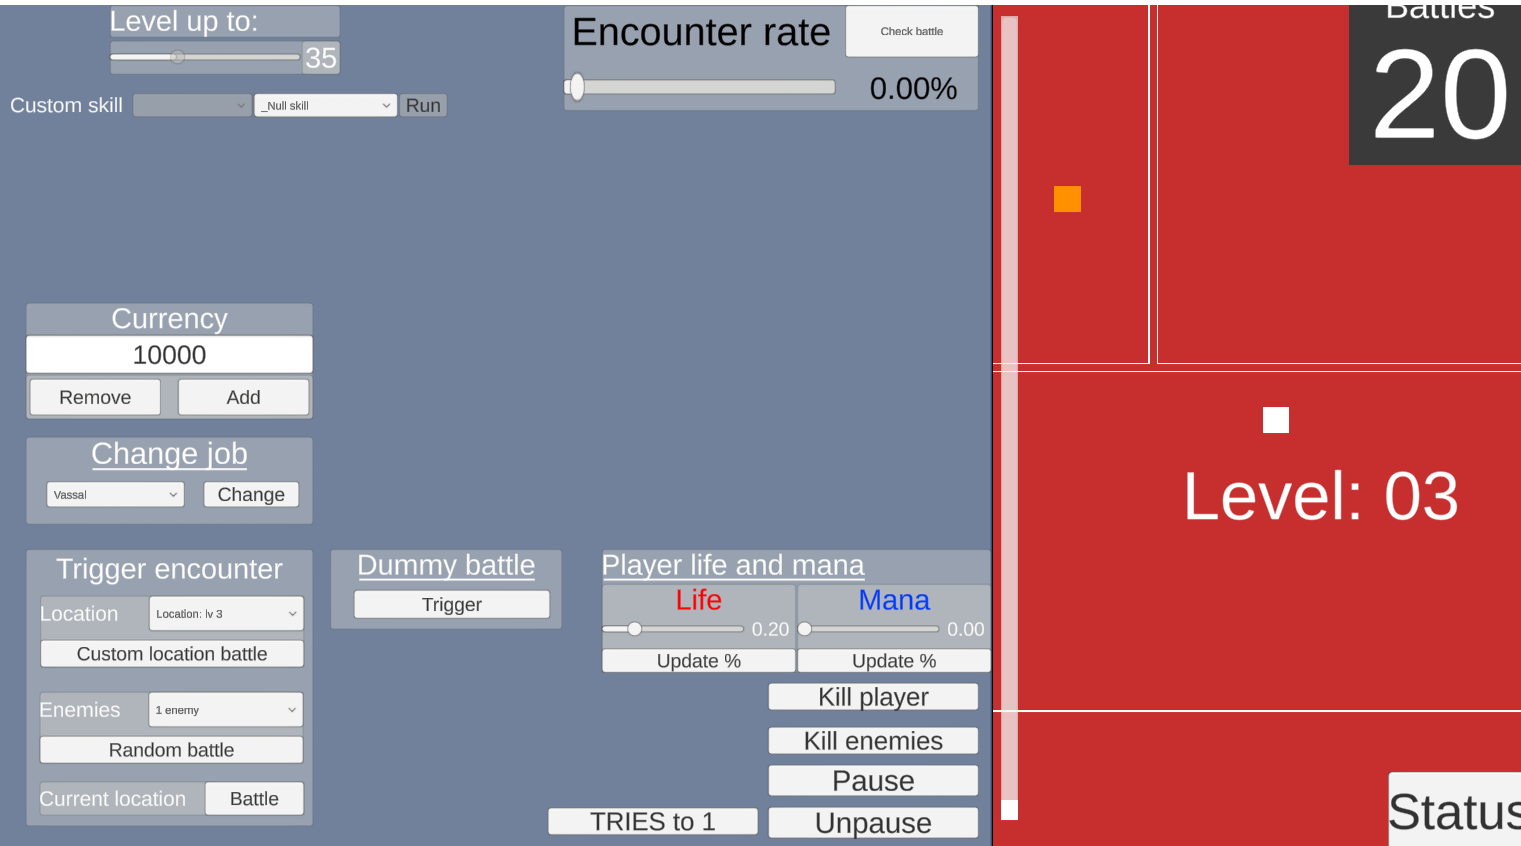 Level up to:
35
Custom skill
_Null skill
Run
Encounter rate
Check battle
0.00%
Currency
10000
Remove
Add
Change job
Vassal
Change
Trigger encounter
Location
Location: lv 3
Custom location battle
Enemies
1 enemy
Random battle
Current location
Battle
Dummy battle
Trigger
Player life and mana
Life
Mana
0.20
0.00
Update %
Update %
Kill player
Kill enemies
Pause
TRIES to 1
Unpause
Battles
20
Level: 03
Status